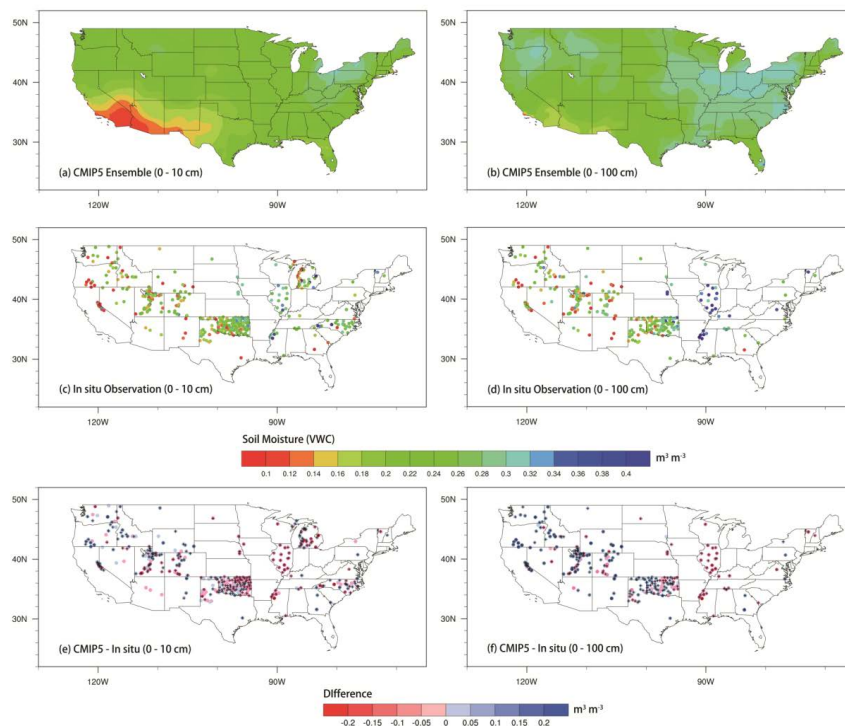 50N
40N
30N
(a) CMIP5 Ensemble (0 - 10 cm)
120W
90W
50N
40N
30N
(b) CMIP5 Ensemble (0 - 100 cm)
120W
90W
50N
40N
30N
(c) In situ Observation (0 - 10 cm)
120W
90W
50N
40N
30N
(d) In situ Observation (0 - 100 cm)
120W
90W
Soil Moisture (VWC)
m³ m⁻³
0.1 0.12 0.14 0.16 0.18 0.2 0.22 0.24 0.26 0.28 0.3 0.32 0.34 0.36 0.38 0.4
50N
40N
30N
(e) CMIP5 - In situ (0 - 10 cm)
120W
90W
50N
40N
30N
(f) CMIP5 - In situ (0 - 100 cm)
120W
90W
DIfference
m³ m⁻³
-0.2 -0.15 -0.1 -0.05 0 0.05 0.1 0.15 0.2